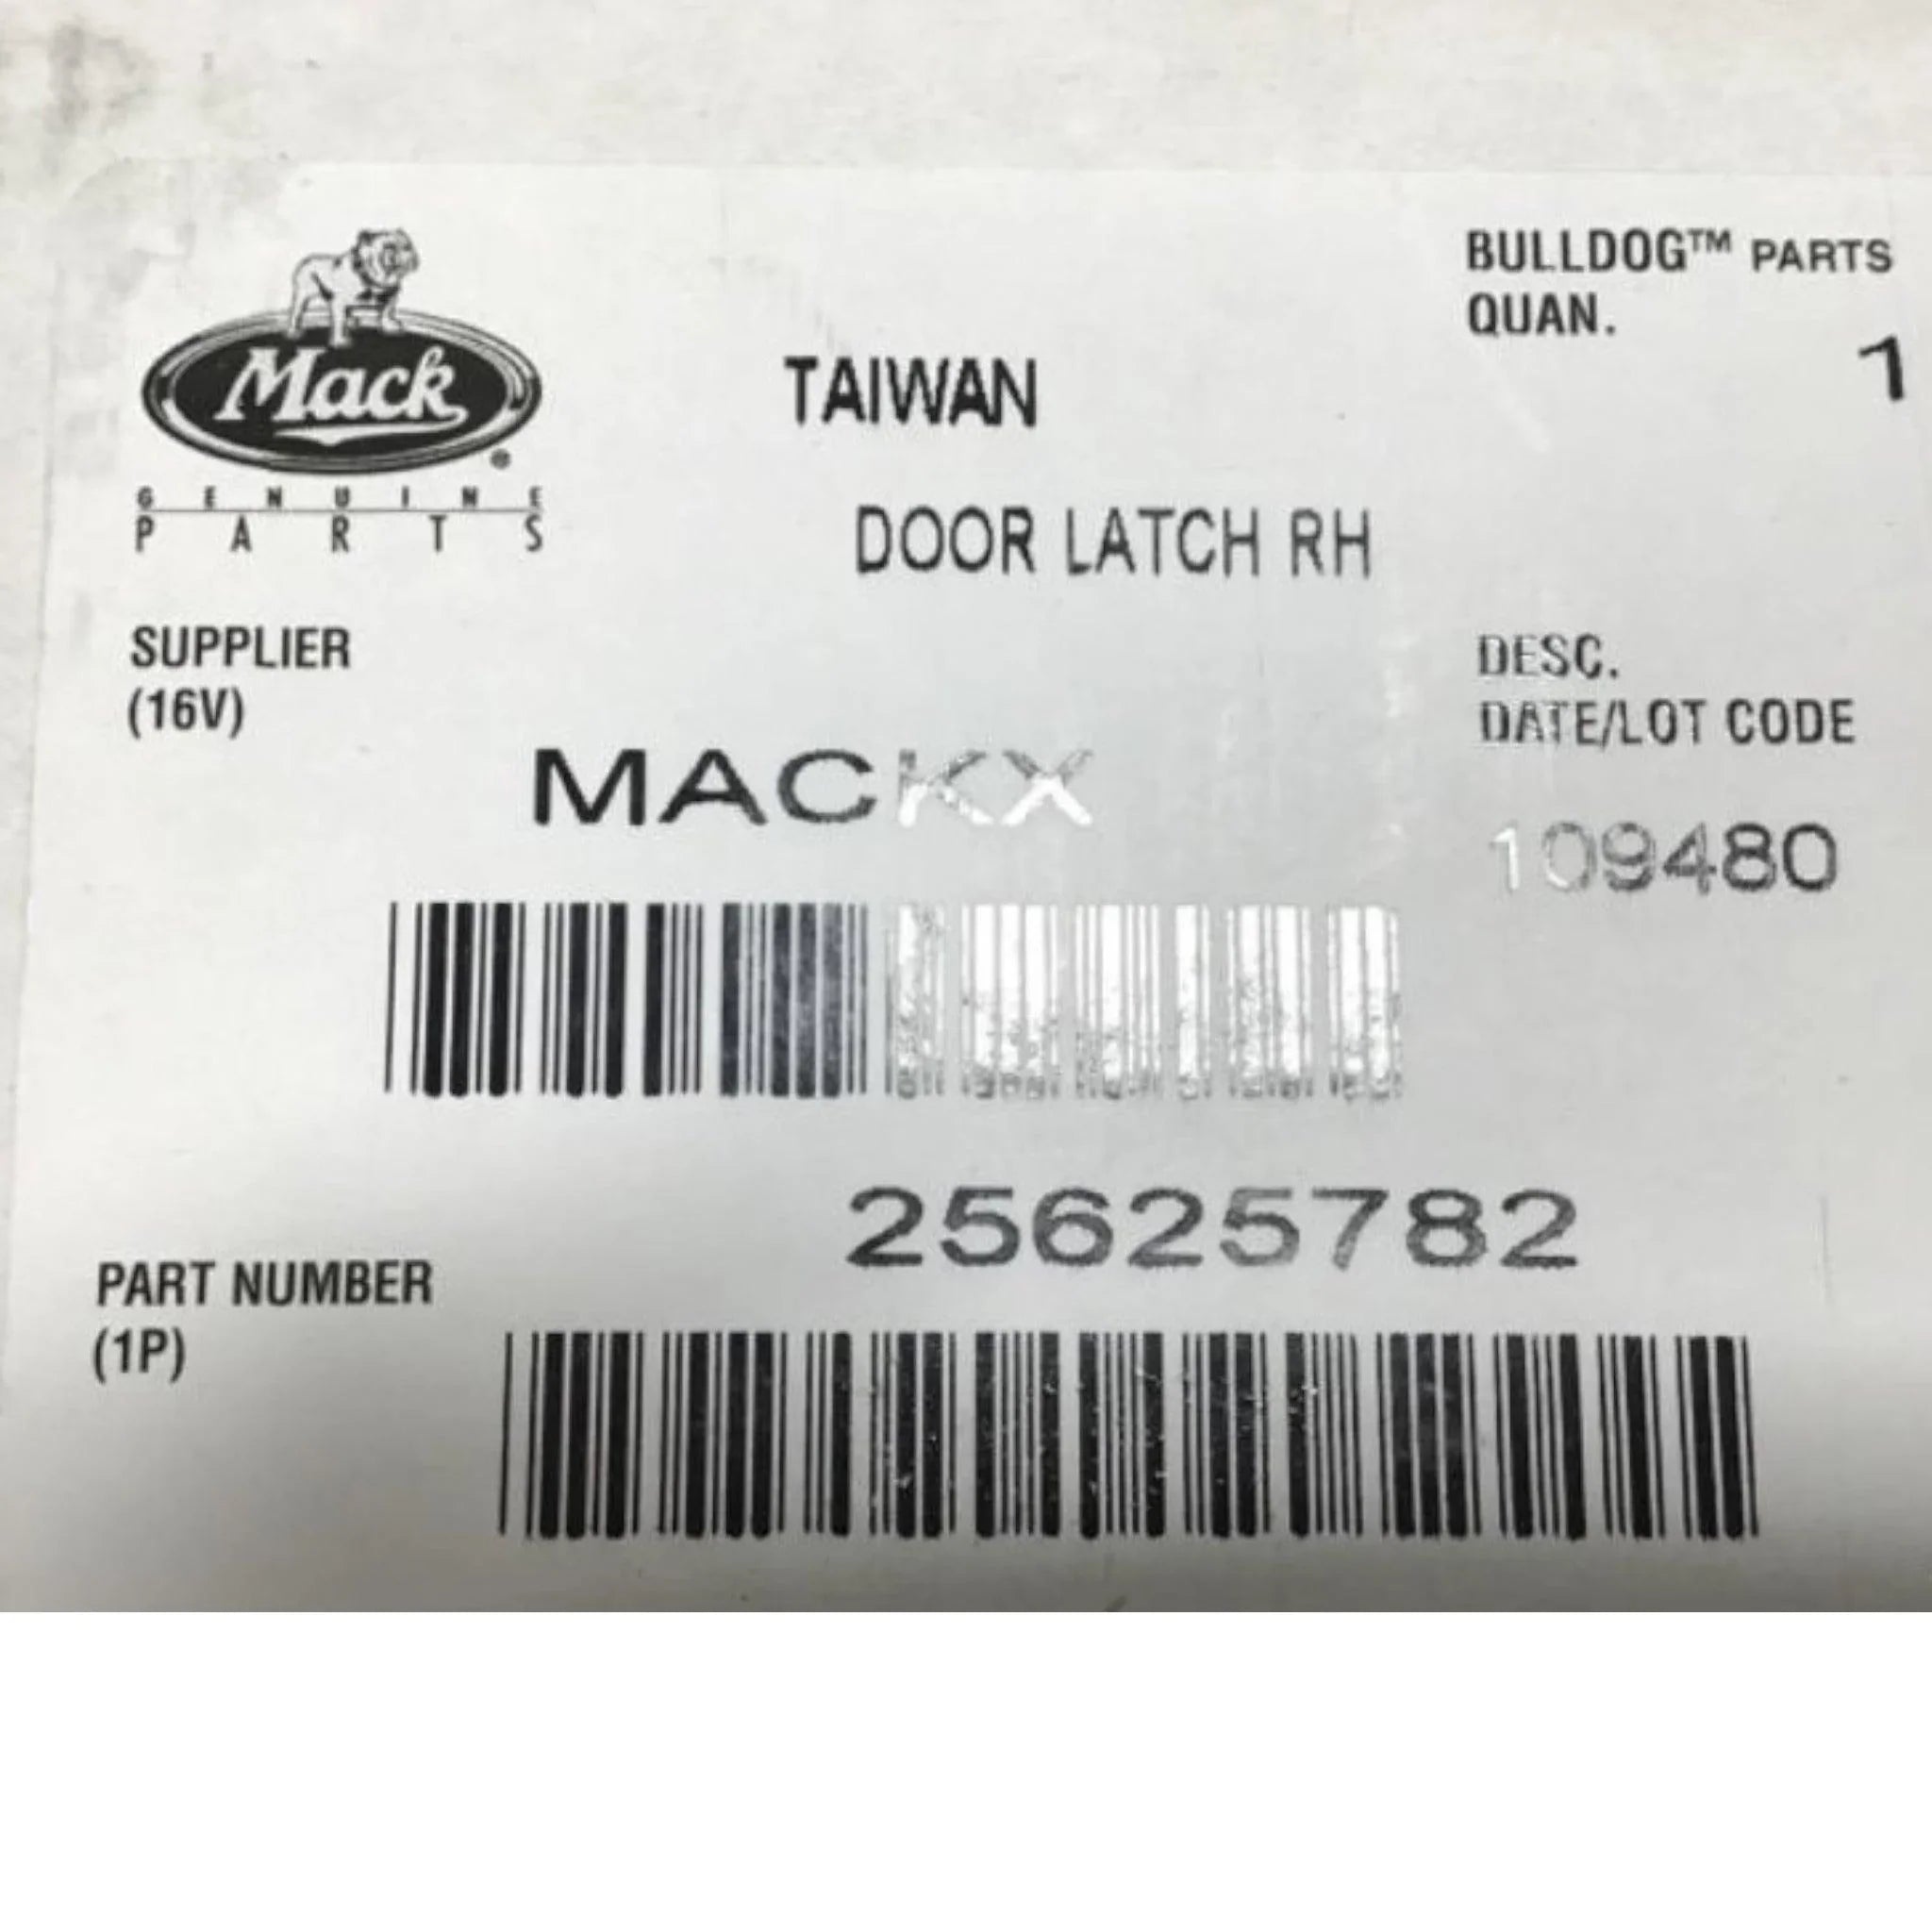 Mack
GENUINE
PARTS
TAIWAN
DOOR LATCH RH
BULLDOG™ PARTS
QUAN.
1
SUPPLIER
(16V)
MACKX
DESC.
DATE/LOT CODE
109480
25625782
PART NUMBER
(1P)